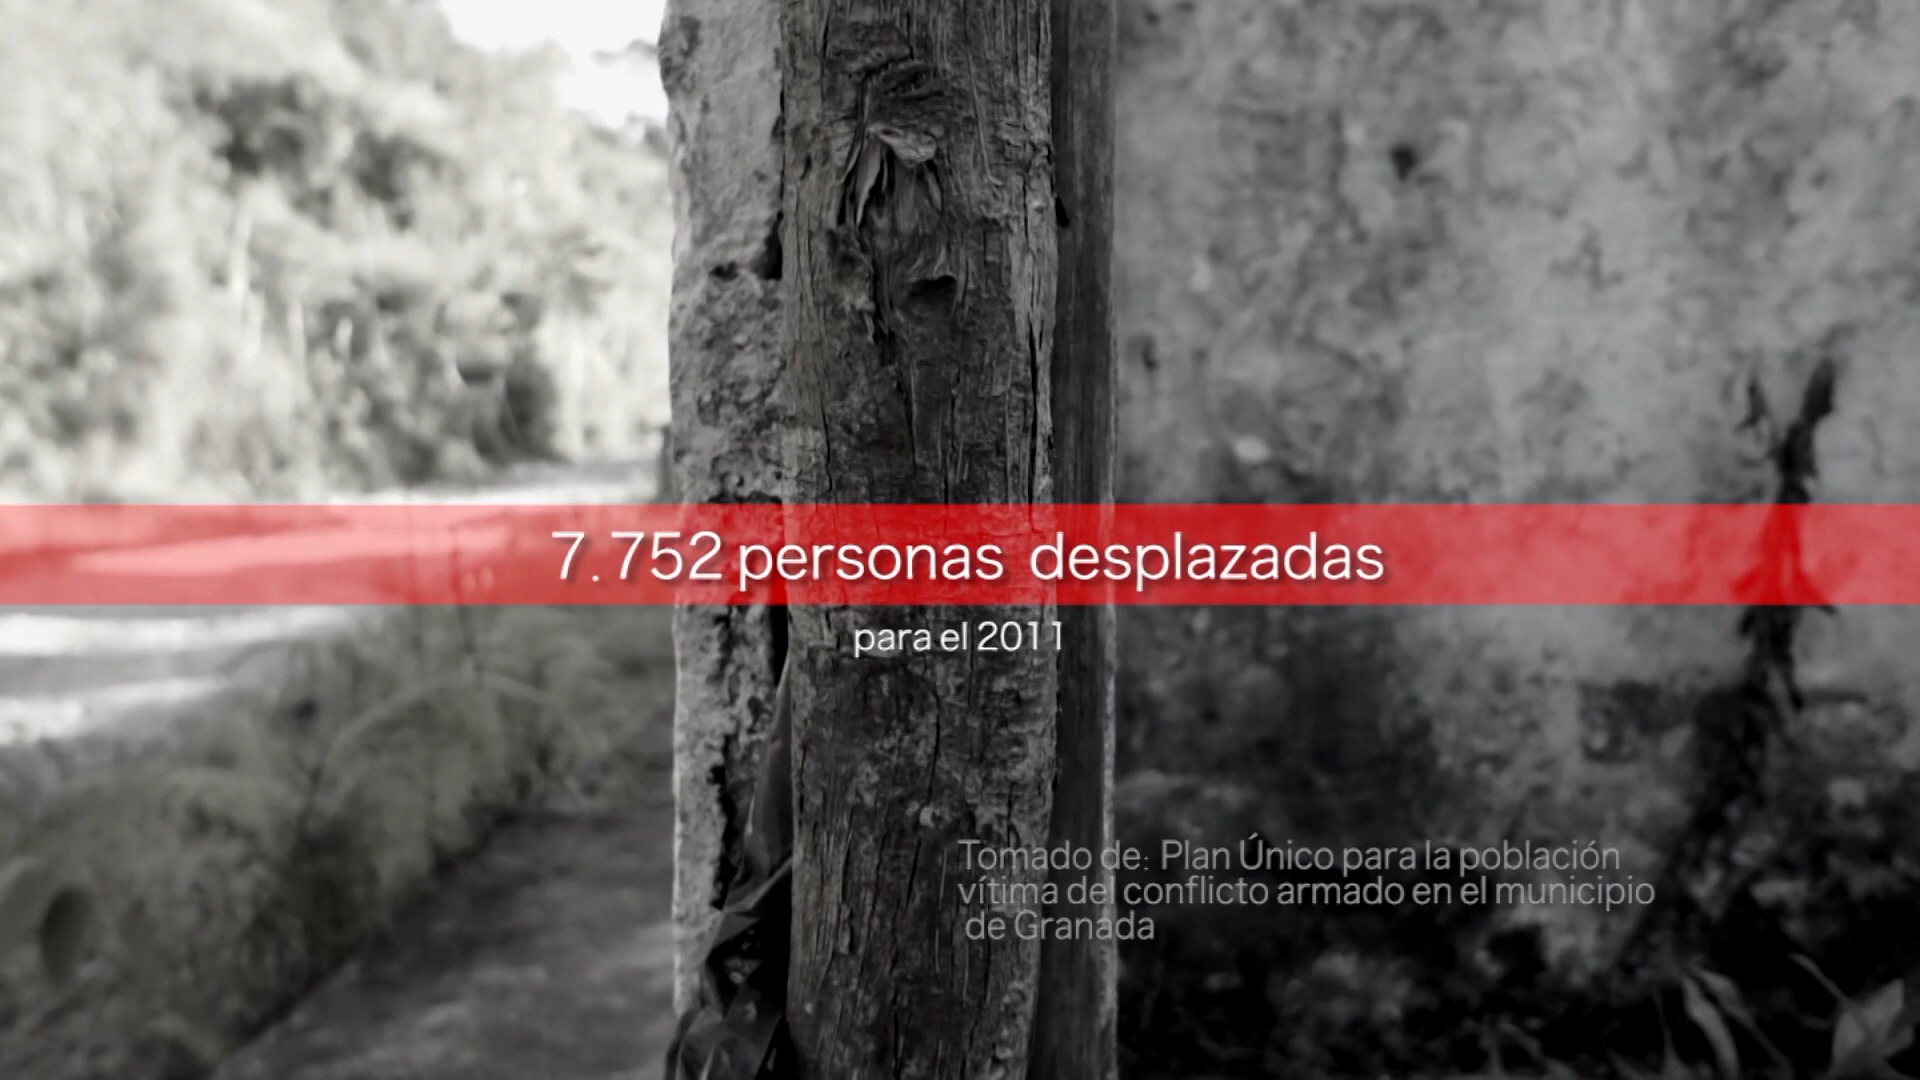 7.752 personas desplazadas
para el 2011
Tomado de: Plan Único para la población
vítima del conflicto armado en el municipio
de Granada